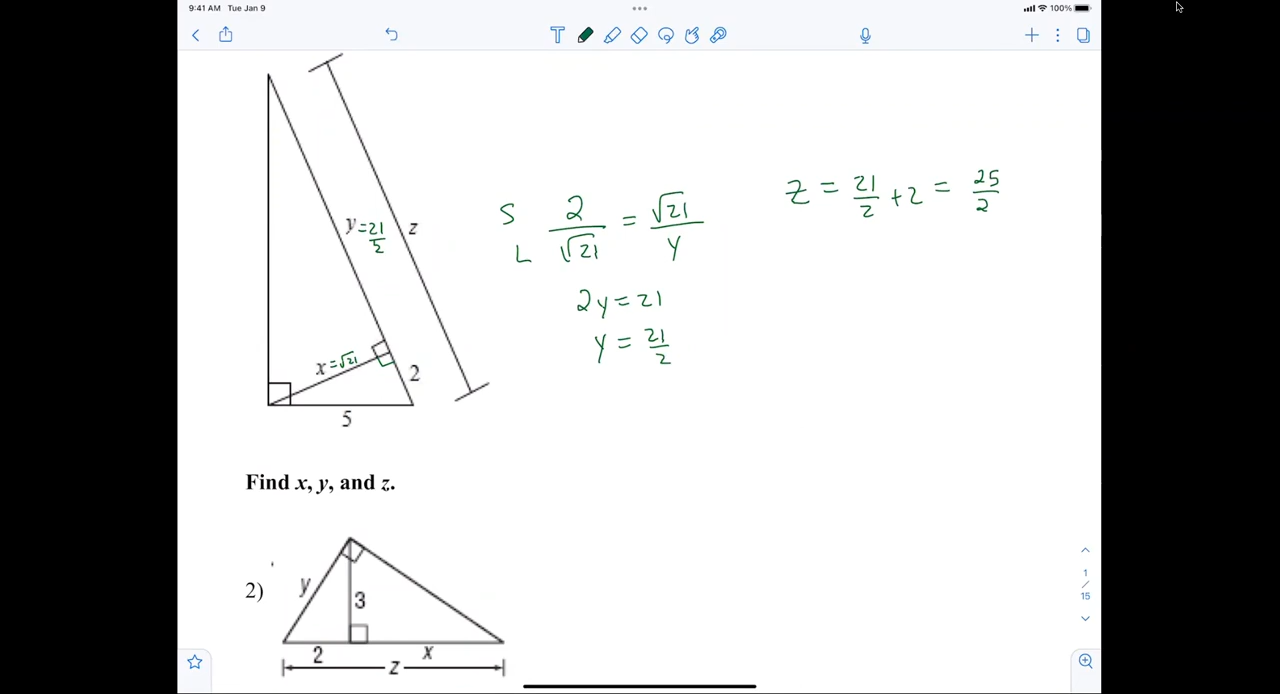 9:41 AM Tue Jan 9
100%
z
y = 21/2
x = √21
2
5
S 2/√21 = √21/y
L
2y = 21
y = 21/2
z = 21/2 + 2 = 25/2
Find x, y, and z.
2)
y
3
2
x
z
1
/
15